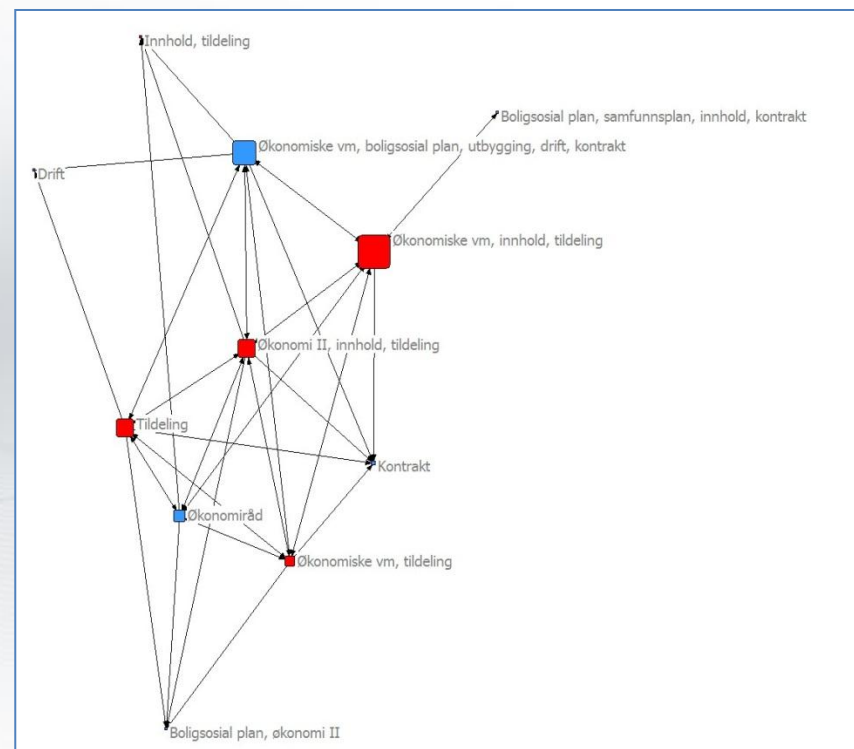 Innhold, tildeling
Boligsosial plan, samfunnsplan, innhold, kontrakt
Økonomiske vm, boligsosial plan, utbygging, drift, kontrakt
Drift
Økonomiske vm, innhold, tildeling
Økonomi II, innhold, tildeling
Tildeling
Kontrakt
Økonomiråd
Økonomiske vm, tildeling
Boligsosial plan, økonomi II